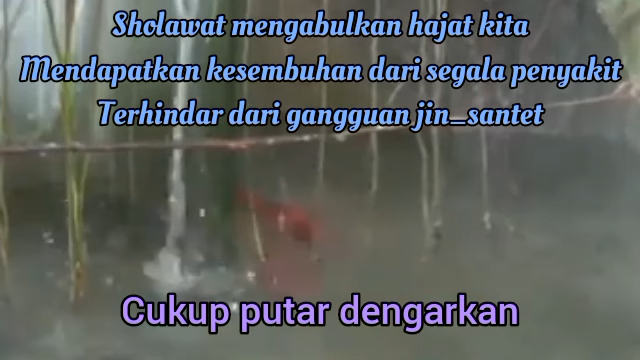 Sholawat mengabulkan hajat kita
Mendapatkan kesembuhan dari segala penyakit
Terhindar dari gangguan jin_santet
Cukup putar dengarkan